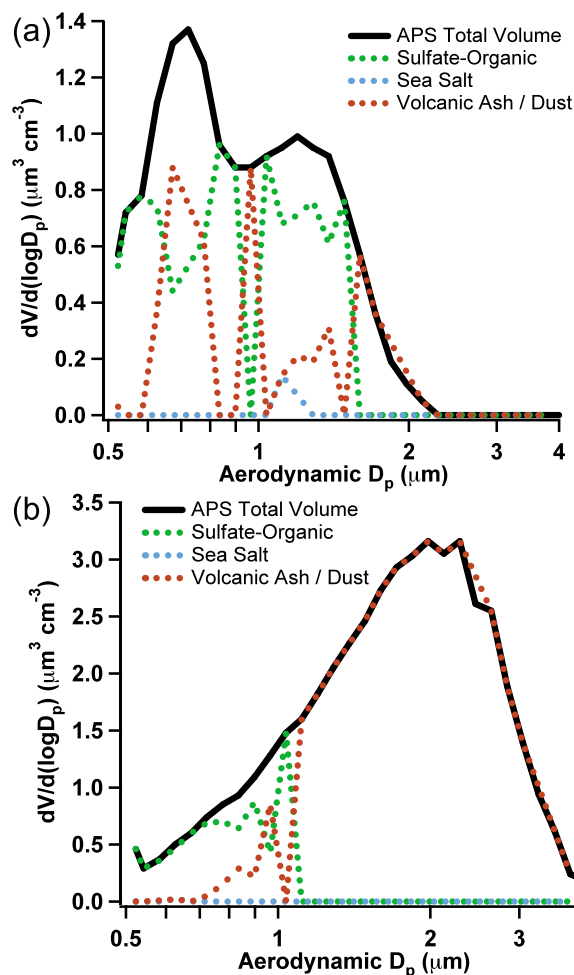 (a)
1.4
1.2
1.0
0.8
0.6
0.4
0.2
0.0
dV/d(logDp) (μm³ cm⁻³)
APS Total Volume
Sulfate-Organic
Sea Salt
Volcanic Ash / Dust
0.5 1 2 3 4
Aerodynamic Dp (μm)
(b)
3.5
3.0
2.5
2.0
1.5
1.0
0.5
0.0
dV/d(logDp) (μm³ cm⁻³)
APS Total Volume
Sulfate-Organic
Sea Salt
Volcanic Ash / Dust
0.5 1 2 3
Aerodynamic Dp (μm)